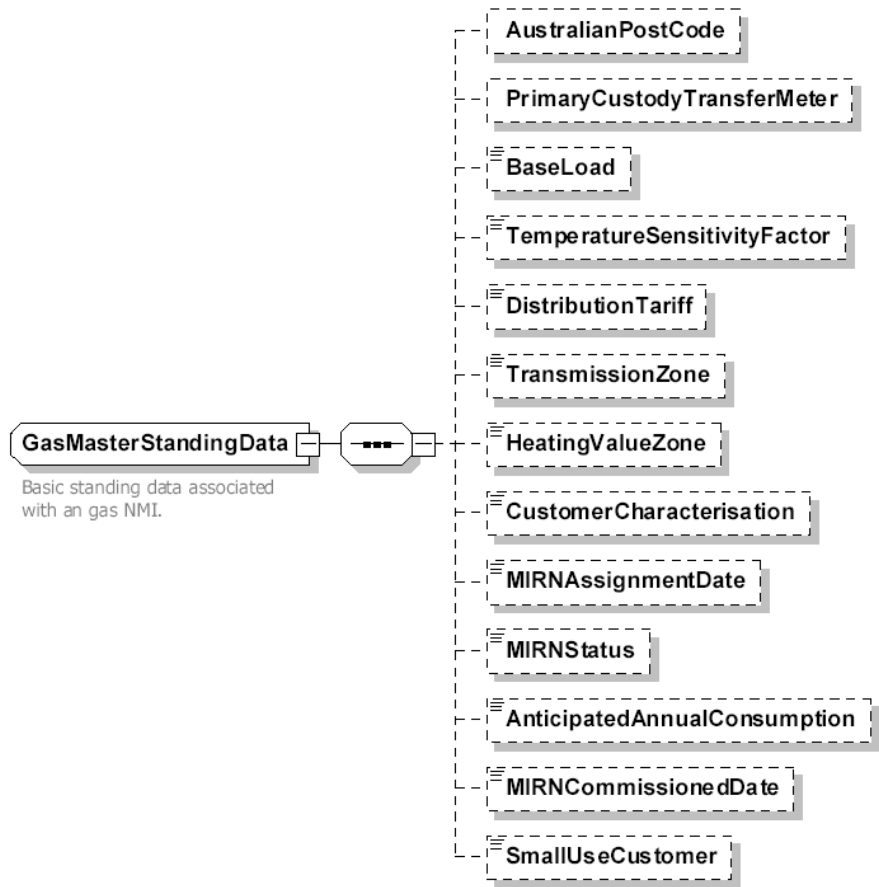 AustralianPostCode
PrimaryCustodyTransferMeter
BaseLoad
TemperatureSensitivityFactor
DistributionTariff
TransmissionZone
GasMasterStandingData
HeatingValueZone
Basic standing data associated
with an gas NMI.
CustomerCharacterisation
MIRNAssignmentDate
MIRNStatus
AnticipatedAnnualConsumption
MIRNCommissionedDate
SmallUseCustomer